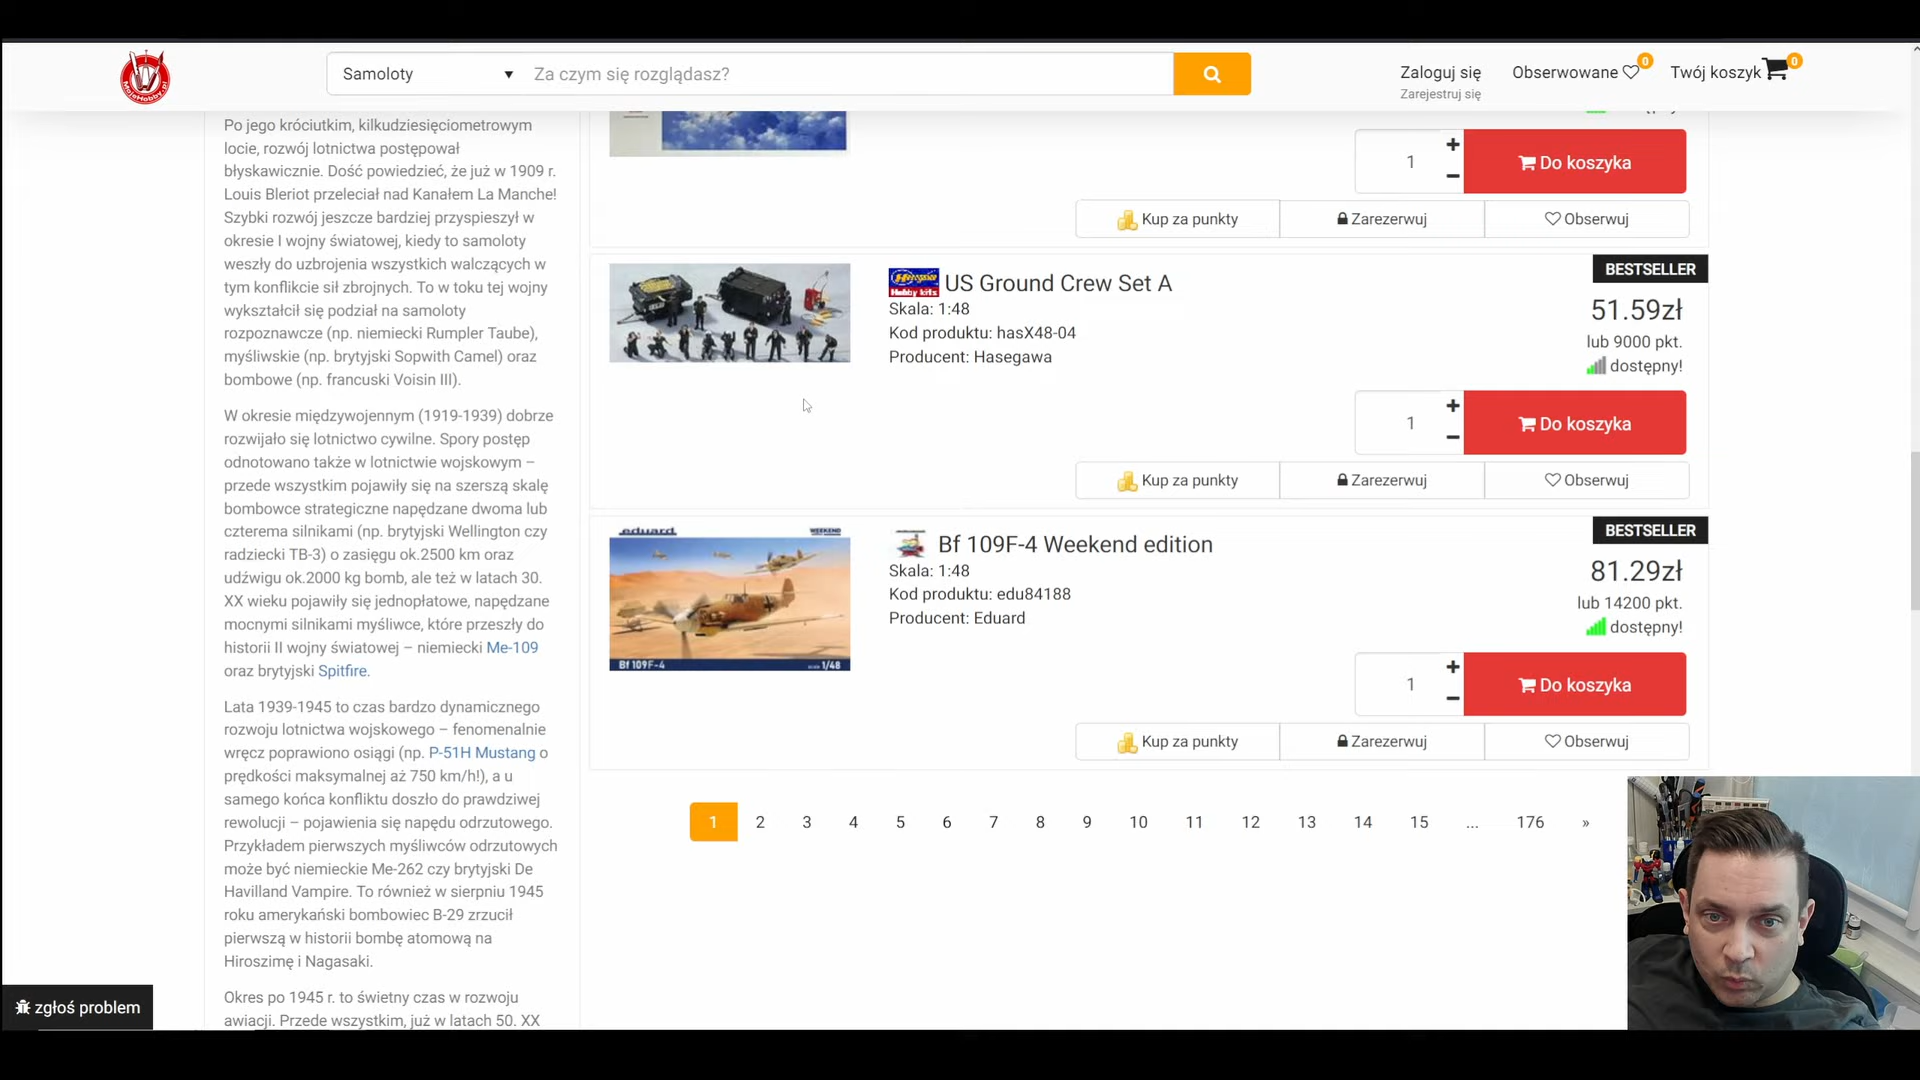 Samoloty
Za czym się rozglądasz?
Zaloguj się
Zarejestruj się
Obserwowane
0
Twój koszyk
0
Po jego króciutkim, kilkudziesięciometrowym
locie, rozwój lotnictwa postępował
błyskawicznie. Dość powiedzieć, że już w 1909 r.
Louis Bleriot przeleciał nad Kanałem La Manche!
Szybki rozwój jeszcze bardziej przyspieszył w
okresie I wojny światowej, kiedy to samoloty
weszły do uzbrojenia wszystkich walczących w
tym konflikcie sił zbrojnych. To w toku tej wojny
wykształcił się podział na samoloty
rozpoznawcze (np. niemiecki Rumpler Taube),
myśliwskie (np. brytyjski Sopwith Camel) oraz
bombowe (np. francuski Voisin III).
W okresie międzywojennym (1919-1939) dobrze
rozwijało się lotnictwo cywilne. Spory postęp
odnotowano także w lotnictwie wojskowym –
przede wszystkim pojawiły się na szerszą skalę
bombowce strategiczne napędzane dwoma lub
czterema silnikami (np. brytyjski Wellington czy
radziecki TB-3) o zasięgu ok.2500 km oraz
udźwigu ok.2000 kg bomb, ale też w latach 30.
XX wieku pojawiły się jednopłatowe, napędzane
mocnymi silnikami myśliwce, które przeszły do
historii II wojny światowej – niemiecki Me-109
oraz brytyjski Spitfire.
Lata 1939-1945 to czas bardzo dynamicznego
rozwoju lotnictwa wojskowego – fenomenalnie
wręcz poprawiono osiągi (np. P-51H Mustang o
prędkości maksymalnej aż 750 km/h!), a u
samego końca konfliktu doszło do prawdziwej
rewolucji – pojawienia się napędu odrzutowego.
Przykładem pierwszych myśliwców odrzutowych
może być niemieckie Me-262 czy brytyjski De
Havilland Vampire. To również w sierpniu 1945
roku amerykański bombowiec B-29 zrzucił
pierwszą w historii bombę atomową na
Hiroszimę i Nagasaki.
Okres po 1945 r. to świetny czas w rozwoju
awiacji. Przede wszystkim, już w latach 50. XX
1
+
−
Do koszyka
Kup za punkty
Zarezerwuj
Obserwuj
Hasegawa
Hobby kits
US Ground Crew Set A
Skala: 1:48
Kod produktu: hasX48-04
Producent: Hasegawa
BESTSELLER
51.59zł
lub 9000 pkt.
dostępny!
1
+
−
Do koszyka
Kup za punkty
Zarezerwuj
Obserwuj
eduard
WEEKEND
Bf 109F-4
1/48
Bf 109F-4 Weekend edition
Skala: 1:48
Kod produktu: edu84188
Producent: Eduard
BESTSELLER
81.29zł
lub 14200 pkt.
dostępny!
1
+
−
Do koszyka
Kup za punkty
Zarezerwuj
Obserwuj
1 2 3 4 5 6 7 8 9 10 11 12 13 14 15 ... 176 »
zgłoś problem